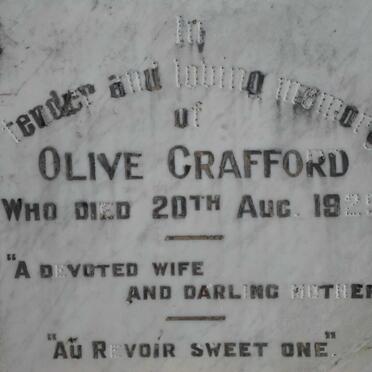 In
tender and loving memory
of
OLIVE CRAFFORD
WHO DIED 20TH AUG.
"A DEVOTED WIFE
AND DARLING MOTHER
"AU REVOIR SWEET ONE"